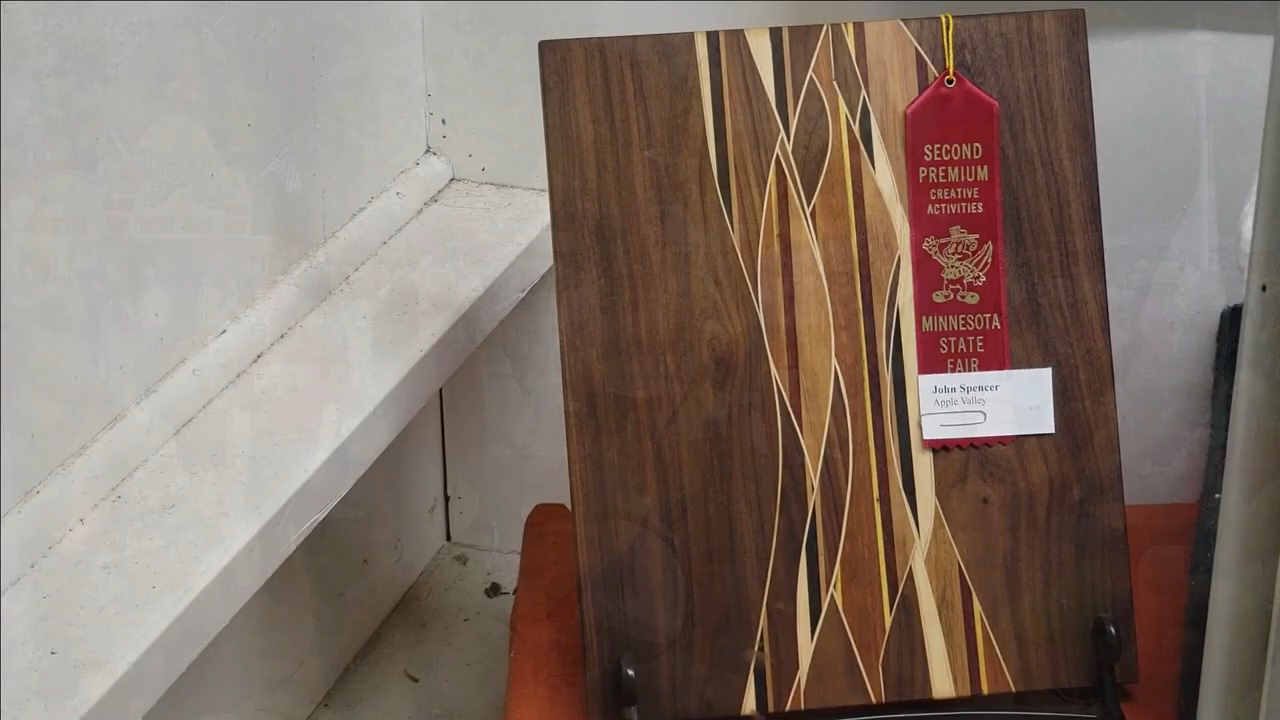 SECOND
PREMIUM
CREATIVE
ACTIVITIES
MINNESOTA
STATE
FAIR
John Spencer
Apple Valley